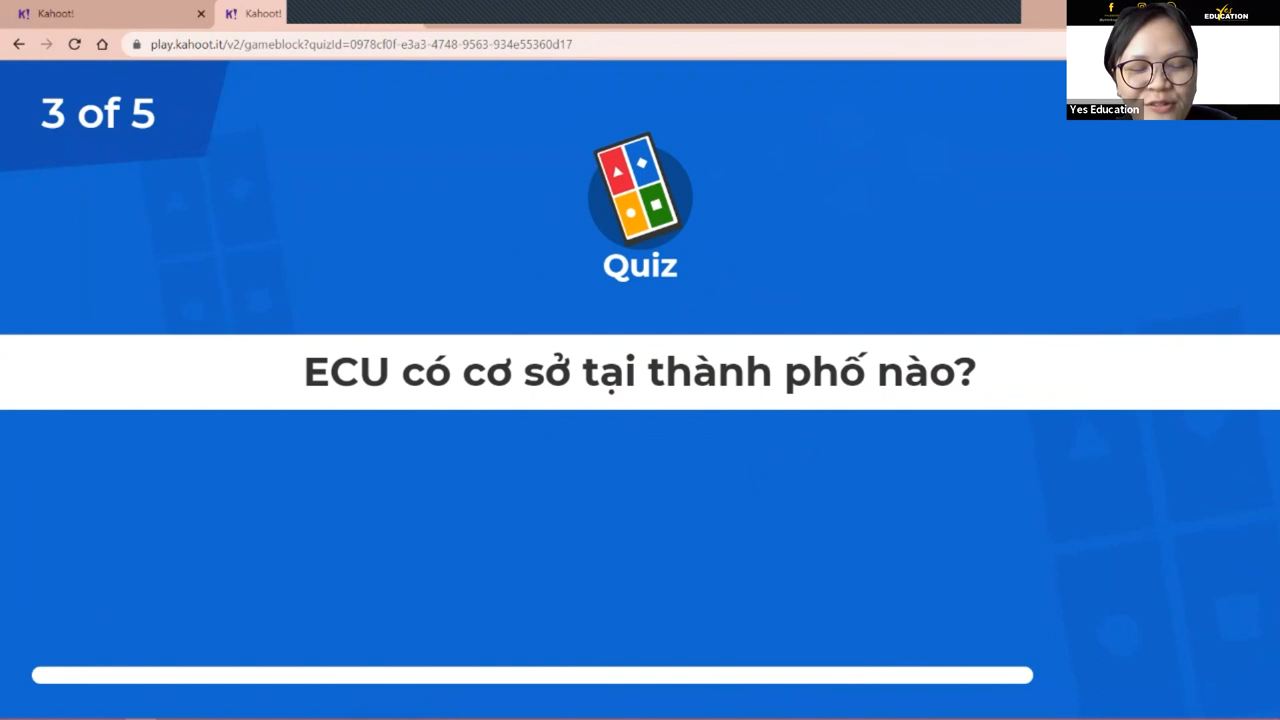 Kahoot!
Kahoot!
play.kahoot.it/v2/gameblock?quizId=0978cf0f-e3a3-4748-9563-934e55360d17
Yes
EDUCATION
Yes Education
3 of 5
Quiz
ECU có cơ sở tại thành phố nào?